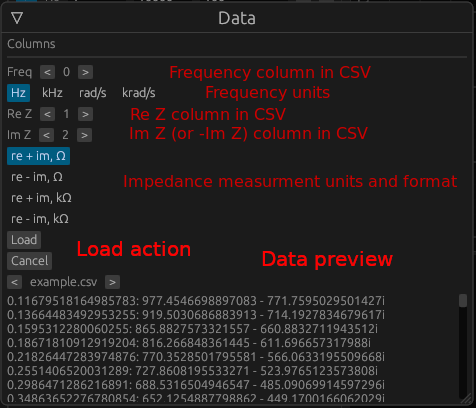 ▽ Data
Columns
Freq < 0 > Frequency column in CSV
Hz kHz rad/s krad/s Frequency units
Re Z < 1 > Re Z column in CSV
Im Z < 2 > Im Z (or -Im Z) column in CSV
re + im, Ω
re - im, Ω Impedance measurment units and format
re + im, kΩ
re - im, kΩ
Load Load action
Cancel Data preview
< example.csv >
0.11679518164985783: 977.4546698897083 - 771.7595029501427i
0.13664483492953255: 919.5030686883913 - 714.19278346796​17i
0.1595312280060255: 865.8827573321557 - 660.8832711943512i
0.18671810912919204: 816.266848361445 - 611.696657317988i
0.21826447283974876: 770.3528501795581 - 566.0633195509668i
0.2551406520031289: 727.8608195533271 - 523.9765123573808i
0.2986471286216891: 688.5316504946547 - 485.09069914597296i
0.34863652276780854: 652.1254887798862 - 449.1700166062029i